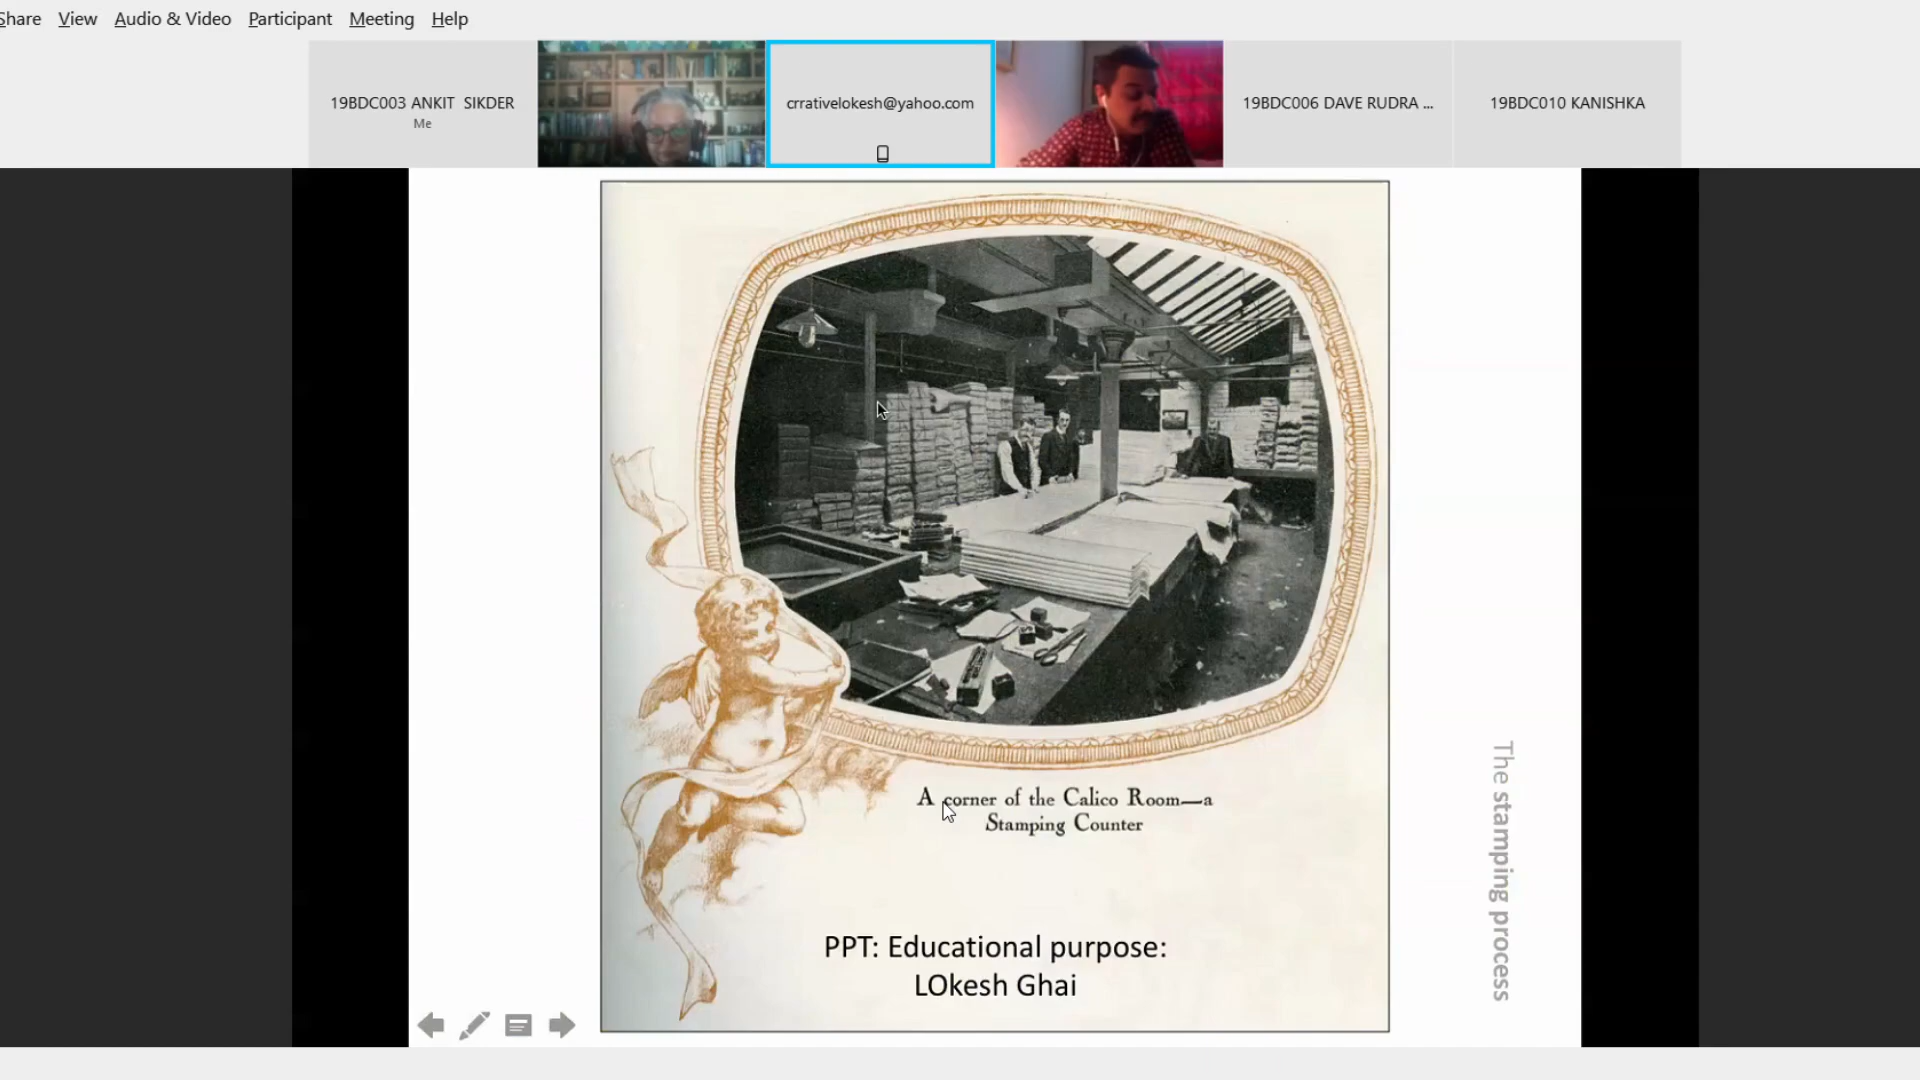 Share View Audio & Video Participant Meeting Help
19BDC003 ANKIT SIKDER
Me
crrativelokesh@yahoo.com
19BDC006 DAVE RUDRA ...
19BDC010 KANISHKA
A corner of the Calico Room—a
Stamping Counter
PPT: Educational purpose:
LOkesh Ghai
The stamping process